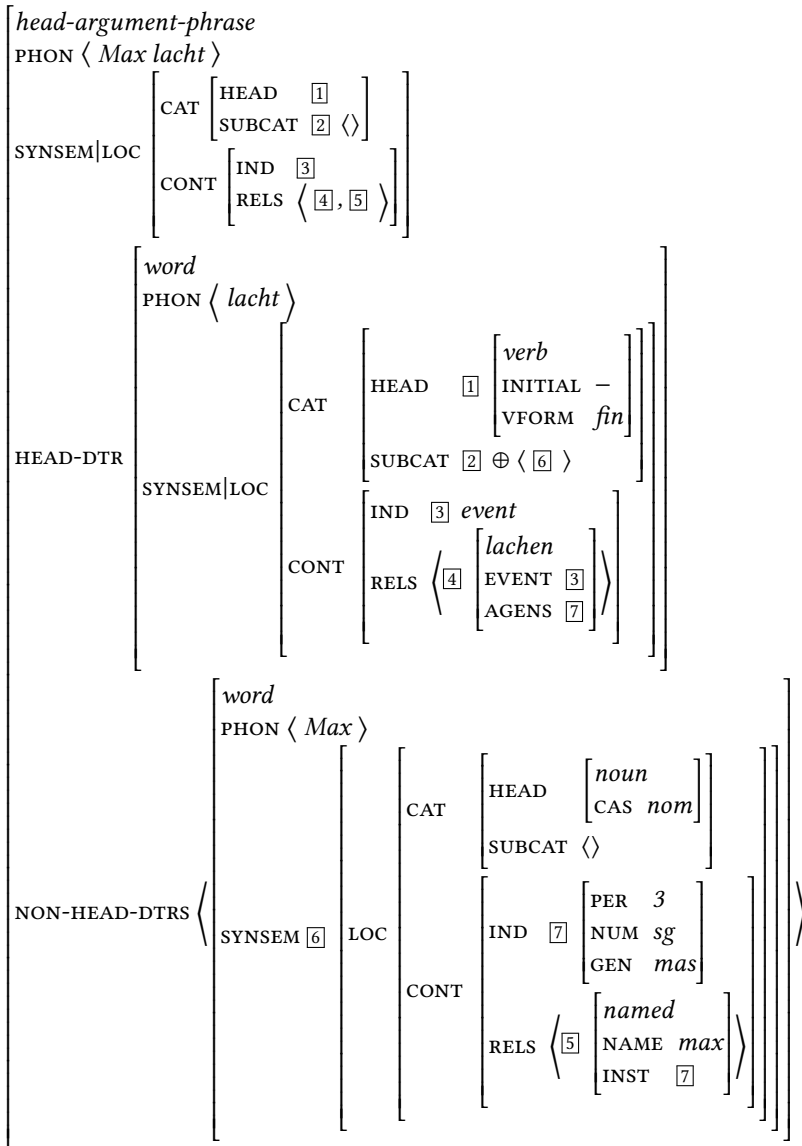 head-argument-phrase
PHON ⟨ Max lacht ⟩
SYNSEM|LOC
CAT
HEAD 1
SUBCAT 2 ⟨⟩
CONT
IND 3
RELS ⟨ 4 , 5 ⟩
HEAD-DTR
word
PHON ⟨ lacht ⟩
SYNSEM|LOC
CAT
HEAD 1
verb
INITIAL –
VFORM fin
SUBCAT 2 ⊕ ⟨ 6 ⟩
CONT
IND 3 event
RELS ⟨ 4
lachen
EVENT 3
AGENS 7
⟩
NON-HEAD-DTRS ⟨
word
PHON ⟨ Max ⟩
SYNSEM 6
LOC
CAT
HEAD
noun
CAS nom
SUBCAT ⟨⟩
CONT
IND 7
PER 3
NUM sg
GEN mas
RELS ⟨ 5
named
NAME max
INST 7
⟩
⟩